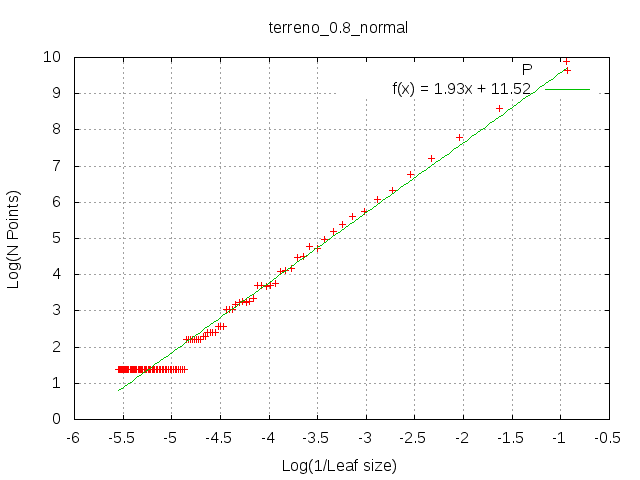 terreno_0.8_normal
10
9
8
7
6
5
4
3
2
1
0
Log(N Points)
P
f(x) = 1.93x + 11.52
-6 -5.5 -5 -4.5 -4 -3.5 -3 -2.5 -2 -1.5 -1 -0.5
Log(1/Leaf size)